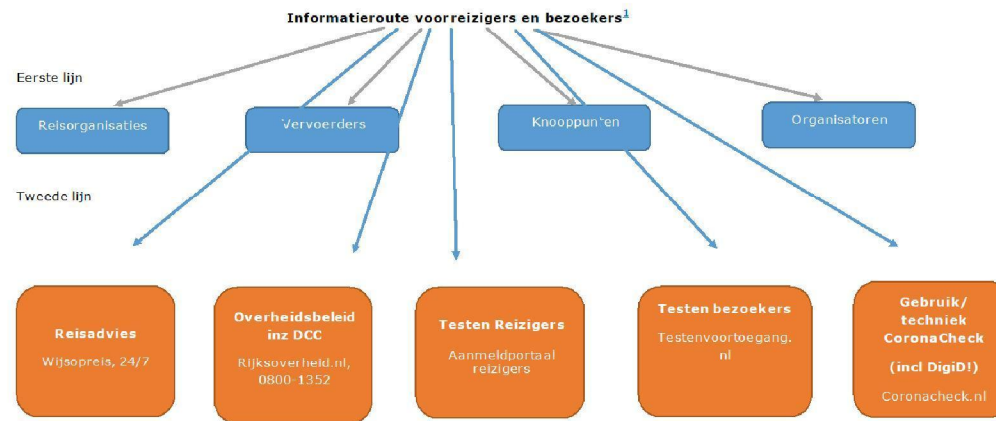 Informatieroute voorreizigers en bezoekers1
Eerste lijn
Reisorganisaties
Vervoerders
Knooppunten
Organisatoren
Tweede lijn
Reisadvies
Wijsopreis, 24/7
Overheidsbeleid
inz DCC
Rijksoverheid.nl,
0800-1352
Testen Reizigers
Aanmeldportaal
reizigers
Testen bezoekers
Testenvoortoegang.
nl
Gebruik/
techniek
CoronaCheck
(incl DigiD!)
Coronacheck.nl